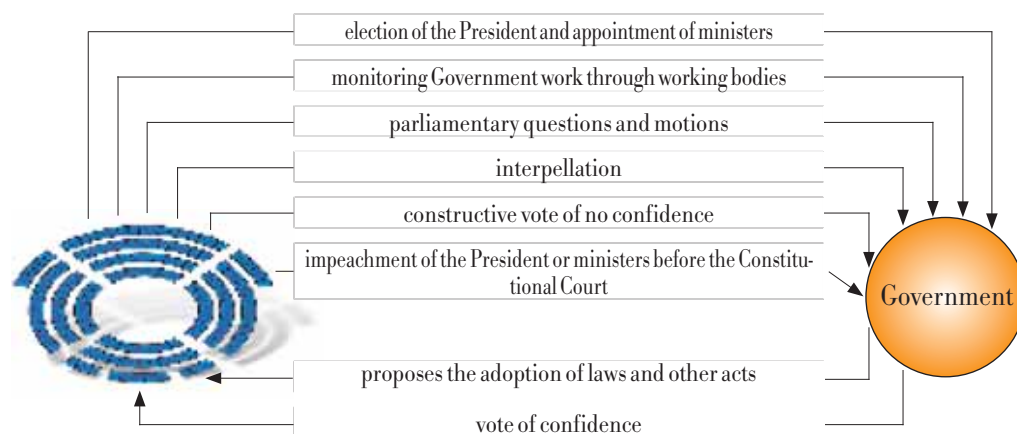 election of the President and appointment of ministers
monitoring Government work through working bodies
parliamentary questions and motions
interpellation
constructive vote of no confidence
impeachment of the President or ministers before the Constitu-
tional Court
Government
proposes the adoption of laws and other acts
vote of confidence